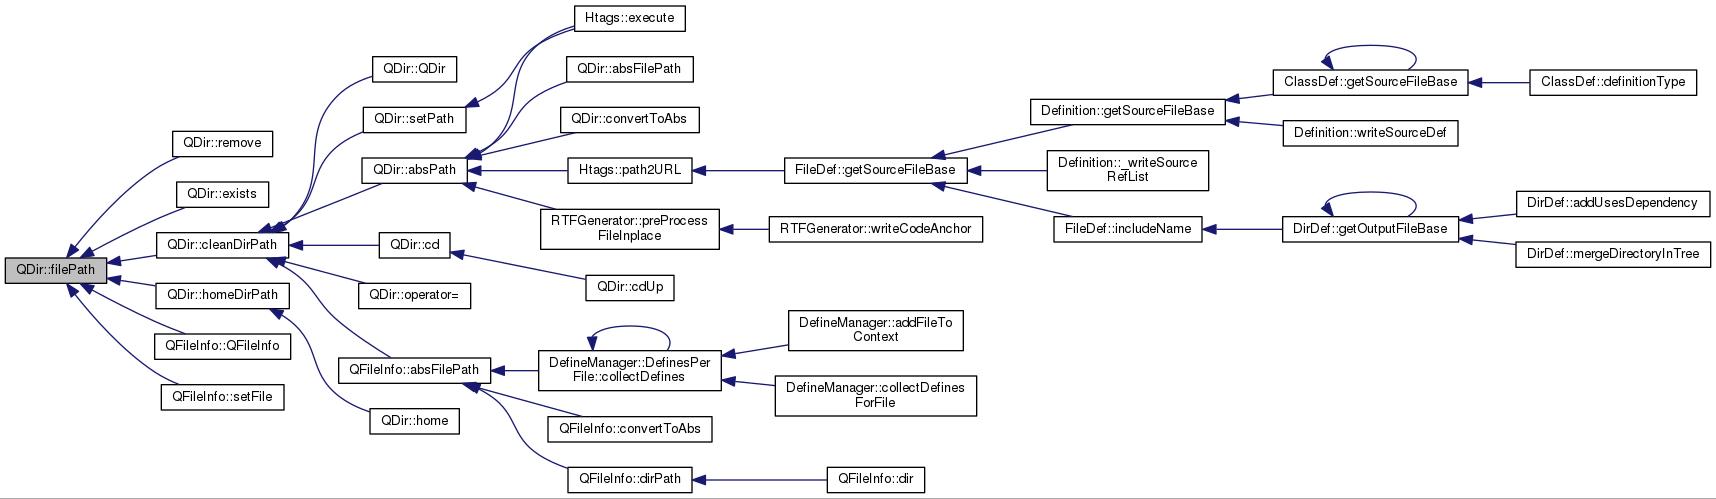 Htags::execute
QDir::QDir
QDir::absFilePath
ClassDef::getSourceFileBase
ClassDef::definitionType
QDir::setPath
QDir::convertToAbs
Definition::getSourceFileBase
Definition::writeSourceDef
QDir::remove
QDir::absPath
Htags::path2URL
FileDef::getSourceFileBase
Definition::_writeSource
RefList
QDir::exists
RTFGenerator::preProcess
FileInplace
RTFGenerator::writeCodeAnchor
FileDef::includeName
DirDef::getOutputFileBase
DirDef::addUsesDependency
DirDef::mergeDirectoryInTree
QDir::cleanDirPath
QDir::cd
QDir::cdUp
QDir::filePath
QDir::homeDirPath
QDir::operator=
QFileInfo::QFileInfo
DefineManager::addFileTo
Context
QFileInfo::absFilePath
DefineManager::DefinesPer
File::collectDefines
DefineManager::collectDefines
ForFile
QFileInfo::setFile
QDir::home
QFileInfo::convertToAbs
QFileInfo::dirPath
QFileInfo::dir